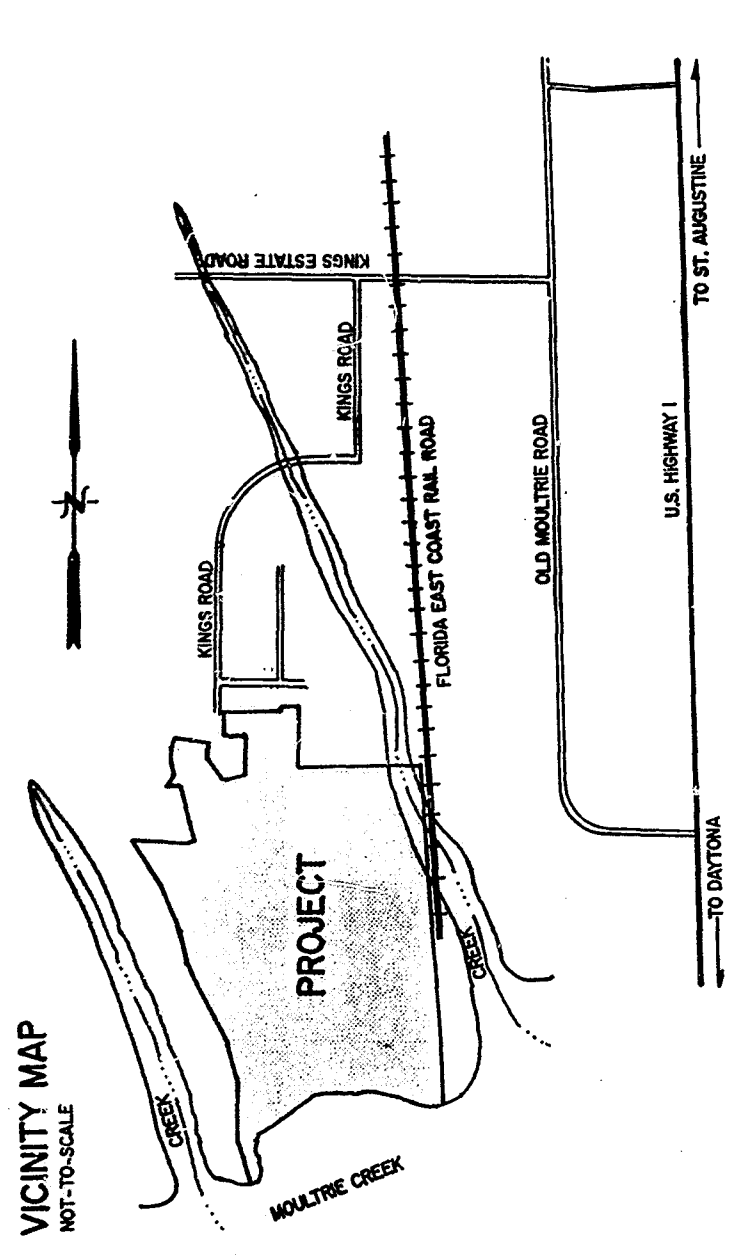 VICINITY MAP
NOT-TO-SCALE
CREEK
MOULTRIE CREEK
PROJECT
CREEK
N
KINGS ROAD
KINGS ROAD
KINGS ESTATE ROAD
FLORIDA EAST COAST RAIL ROAD
OLD MOULTRIE ROAD
U.S. HIGHWAY 1
TO ST. AUGUSTINE
TO DAYTONA